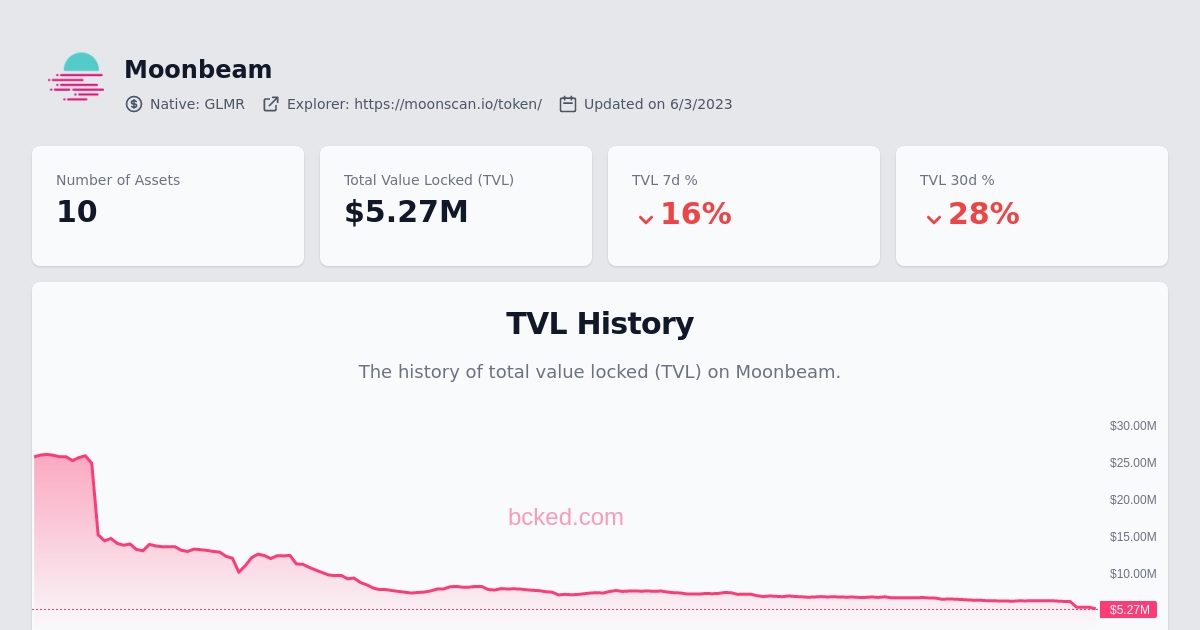 Moonbeam
Native: GLMR Explorer: https://moonscan.io/token/ Updated on 6/3/2023
Number of Assets
10
Total Value Locked (TVL)
$5.27M
TVL 7d %
16%
TVL 30d %
28%
TVL History
The history of total value locked (TVL) on Moonbeam.
$30.00M
$25.00M
$20.00M
bcked.com
$15.00M
$10.00M
$5.27M